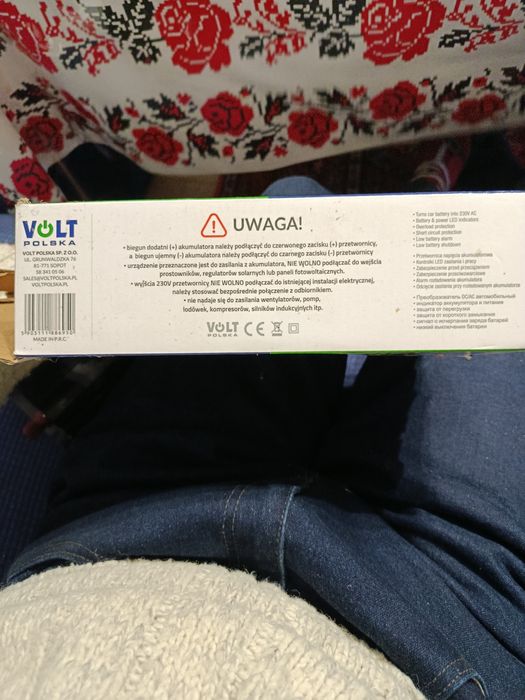 VOLT
POLSKA
VOLT POLSKA SP. Z O.O.
UL. GRUNWALDZKA 76
81-771 SOPOT
58 341 05 06
SALES@VOLTPOLSKA.PL
VOLTPOLSKA.PL
5903111886950
MADE IN P.R.C.
UWAGA!
• biegun dodatni (+) akumulatora należy podłączyć do czerwonego zacisku (+) przetwornicy,
a biegun ujemny (-) akumulatora należy podłączyć do czarnego zacisku (-) przetwornicy
• urządzenie przeznaczone jest do zasilania z akumulatora, NIE WOLNO podłączać do wejścia
prostowników, regulatorów solarnych lub paneli fotowoltaicznych.
• wyjścia 230V przetwornicy NIE WOLNO podłączać do istniejącej instalacji elektrycznej,
należy stosować bezpośrednie połączenie z odbiornikiem.
• nie nadaje się do zasilania wentylatorów, pomp,
lodówek, kompresorów, silników indukcyjnych itp.
VOLT
POLSKA
CE
• Turns car battery into 230V AC
• Battery & power LED indicators
• Overload protection
• Short circuit protection
• Low battery alarm
• Low battery shutdown
• Przetwornica napięcia akumulatorowa
• Kontrolki LED zasilania i pracy
• Zabezpieczenie przed przeciążeniem
• Zabezpieczenie przeciwzwarciowe
• Alarm rozładowania akumulatora
• Odcięcie zasilania przy rozładowaniu akumulatora
• Преобразователь DC/AC автомобильный
• индикатор аккумулятора и питания
• защита от перегрузки
• защита от короткого замыкания
• сигнал о исчерпании заряда батарей
• низкий выключение батареи